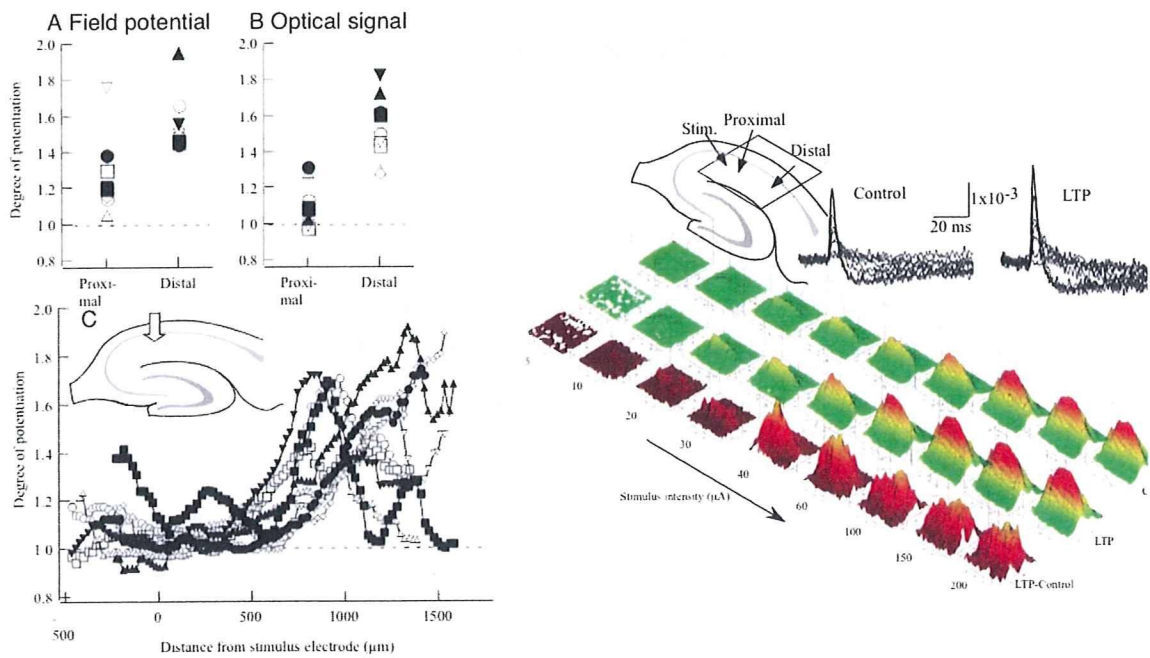 A Field potential
B Optical signal
Degree of potentiation
2.0
1.8
1.6
1.4
1.2
1.0
0.8
Proxi-
mal
Distal
2.0
1.8
1.6
1.4
1.2
1.0
0.8
Proxi-
mal
Distal
C
Degree of potentiation
2.0
1.8
1.6
1.4
1.2
1.0
0.8
500
0
500
1000
1500
Distance from stimulus electrode (µm)
Stim.
Proximal
Distal
Control
1x10-3
20 ms
LTP
10
20
30
40
60
100
150
200
Stimulus intensity (µA)
LTP
LTP-Control